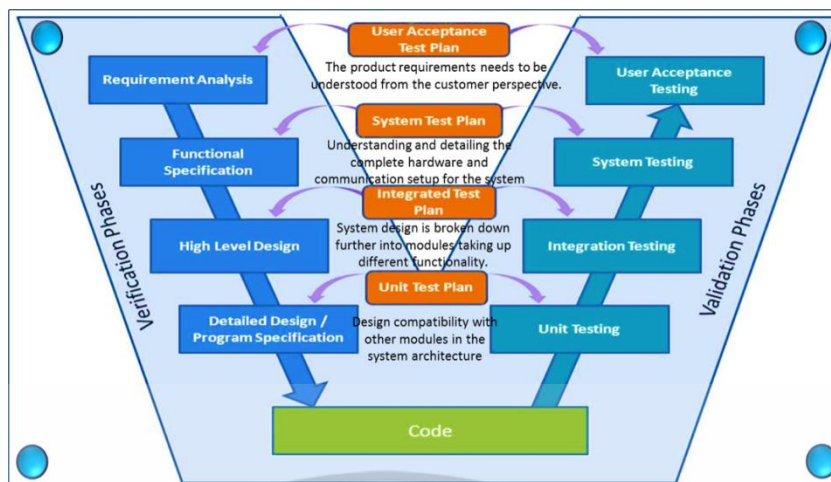 User Acceptance
Test Plan
The product requirements needs to be
understood from the customer perspective.
Requirement Analysis
User Acceptance
Testing
System Test Plan
Understanding and detailing the
complete hardware and
communication setup for the system
Functional
Specification
System Testing
Integrated Test
Plan
System design is broken down
further into modules taking up
different functionality.
High Level Design
Integration Testing
Unit Test Plan
Design compatibility with
other modules in the
system architecture
Detailed Design /
Program Specification
Unit Testing
Verification Phases
Validation Phases
Code